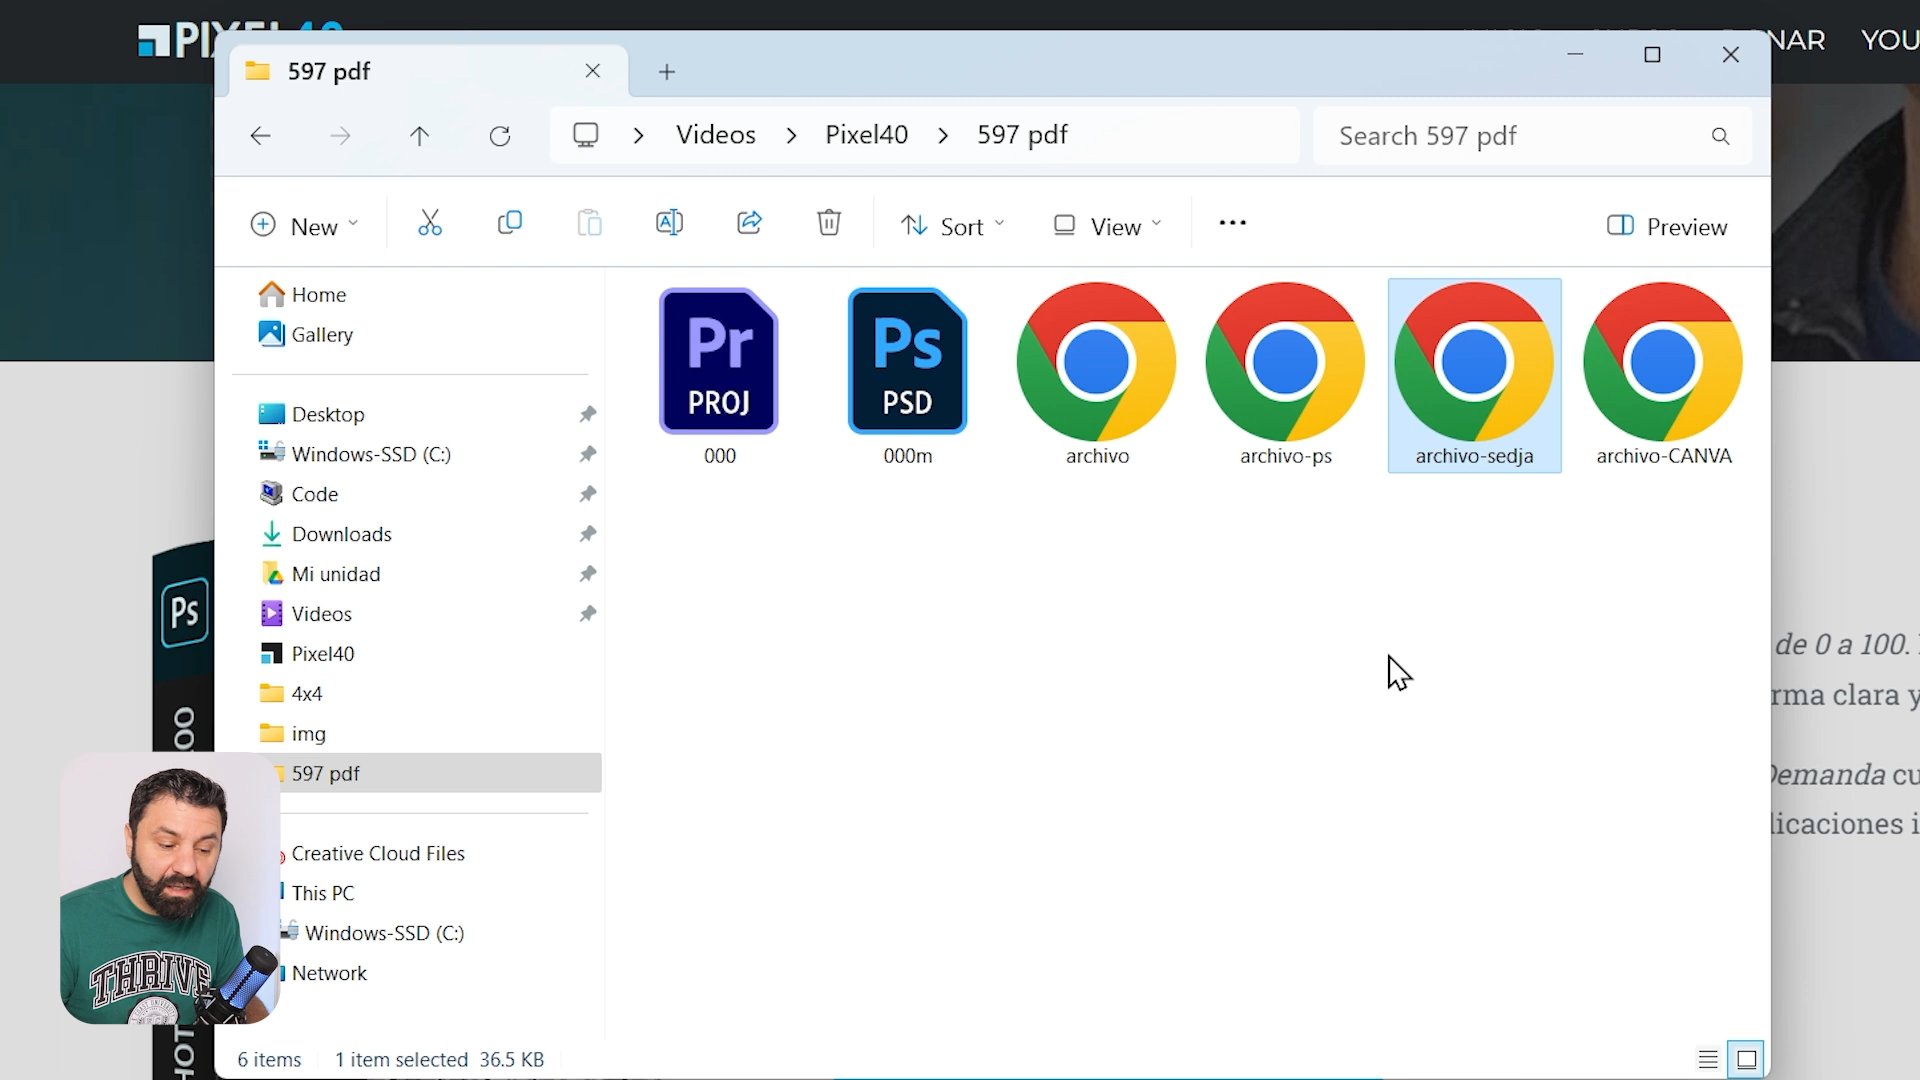 PIXEL40
NAR YOU
597 pdf
Videos Pixel40 597 pdf
Search 597 pdf
New
Sort
View
Preview
Home
Gallery
Desktop
Windows-SSD (C:)
Code
Downloads
Mi unidad
Videos
Pixel40
4x4
img
597 pdf
Creative Cloud Files
This PC
Windows-SSD (C:)
Network
Pr
PROJ
000
Ps
PSD
000m
archivo
archivo-ps
archivo-sedja
archivo-CANVA
Ps
de 0 a 100.
rma clara y
Demanda cu
licaciones i
THRIVE
6 items 1 item selected 36.5 KB